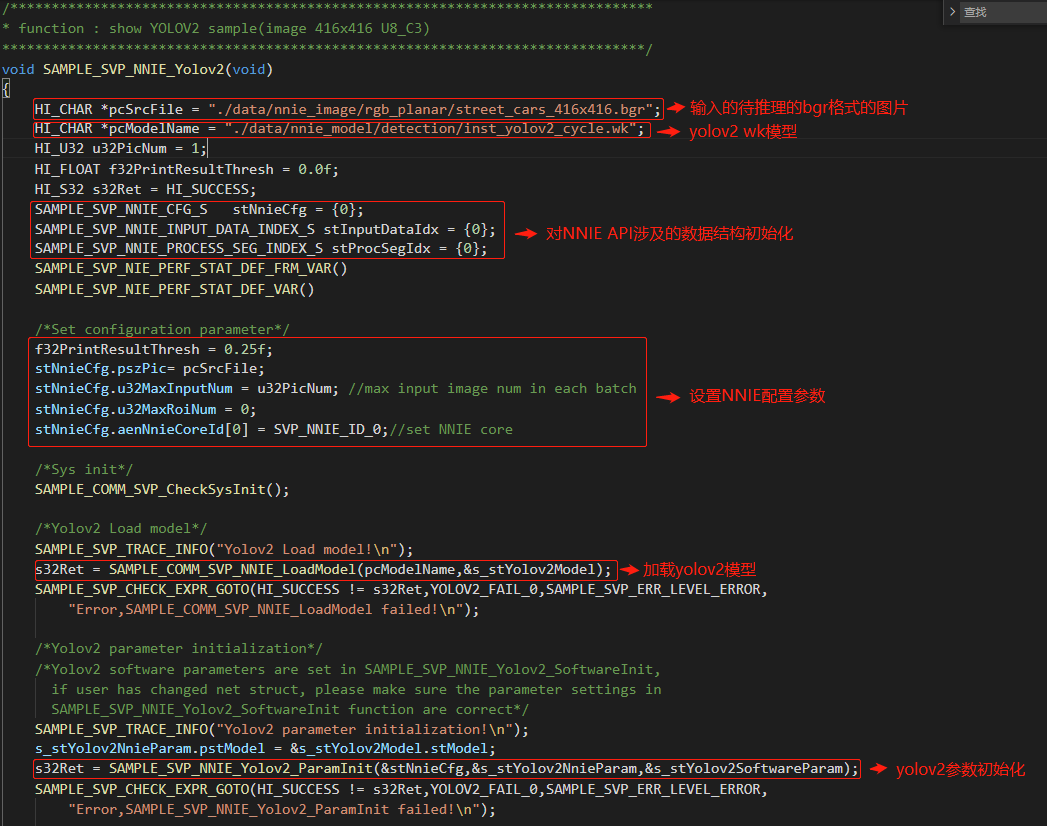 /******************************************************************************
查找
* function : show YOLOV2 sample(image 416x416 U8_C3)
******************************************************************************/
void SAMPLE_SVP_NNIE_Yolov2(void)
{
HI_CHAR *pcSrcFile = "./data/nnie_image/rgb_planar/street_cars_416x416.bgr"; 输入的待推理的bgr格式的图片
HI_CHAR *pcModelName = "./data/nnie_model/detection/inst_yolov2_cycle.wk"; yolov2 wk模型
HI_U32 u32PicNum = 1;
HI_FLOAT f32PrintResultThresh = 0.0f;
HI_S32 s32Ret = HI_SUCCESS;
SAMPLE_SVP_NNIE_CFG_S   stNnieCfg = {0};
SAMPLE_SVP_NNIE_INPUT_DATA_INDEX_S stInputDataIdx = {0}; 对NNIE API涉及的数据结构初始化
SAMPLE_SVP_NNIE_PROCESS_SEG_INDEX_S stProcSegIdx = {0};
SAMPLE_SVP_NIE_PERF_STAT_DEF_FRM_VAR()
SAMPLE_SVP_NIE_PERF_STAT_DEF_VAR()
/*Set configuration parameter*/
f32PrintResultThresh = 0.25f;
stNnieCfg.pszPic= pcSrcFile;
stNnieCfg.u32MaxInputNum = u32PicNum; //max input image num in each batch 设置NNIE配置参数
stNnieCfg.u32MaxRoiNum = 0;
stNnieCfg.aenNnieCoreId[0] = SVP_NNIE_ID_0;//set NNIE core
/*Sys init*/
SAMPLE_COMM_SVP_CheckSysInit();
/*Yolov2 Load model*/
SAMPLE_SVP_TRACE_INFO("Yolov2 Load model!\n");
s32Ret = SAMPLE_COMM_SVP_NNIE_LoadModel(pcModelName,&s_stYolov2Model); 加载yolov2模型
SAMPLE_SVP_CHECK_EXPR_GOTO(HI_SUCCESS != s32Ret,YOLOV2_FAIL_0,SAMPLE_SVP_ERR_LEVEL_ERROR,
"Error,SAMPLE_COMM_SVP_NNIE_LoadModel failed!\n");
/*Yolov2 parameter initialization*/
/*Yolov2 software parameters are set in SAMPLE_SVP_NNIE_Yolov2_SoftwareInit,
if user has changed net struct, please make sure the parameter settings in
SAMPLE_SVP_NNIE_Yolov2_SoftwareInit function are correct*/
SAMPLE_SVP_TRACE_INFO("Yolov2 parameter initialization!\n");
s_stYolov2NnieParam.pstModel = &s_stYolov2Model.stModel;
s32Ret = SAMPLE_SVP_NNIE_Yolov2_ParamInit(&stNnieCfg,&s_stYolov2NnieParam,&s_stYolov2SoftwareParam); yolov2参数初始化
SAMPLE_SVP_CHECK_EXPR_GOTO(HI_SUCCESS != s32Ret,YOLOV2_FAIL_0,SAMPLE_SVP_ERR_LEVEL_ERROR,
"Error,SAMPLE_SVP_NNIE_Yolov2_ParamInit failed!\n");